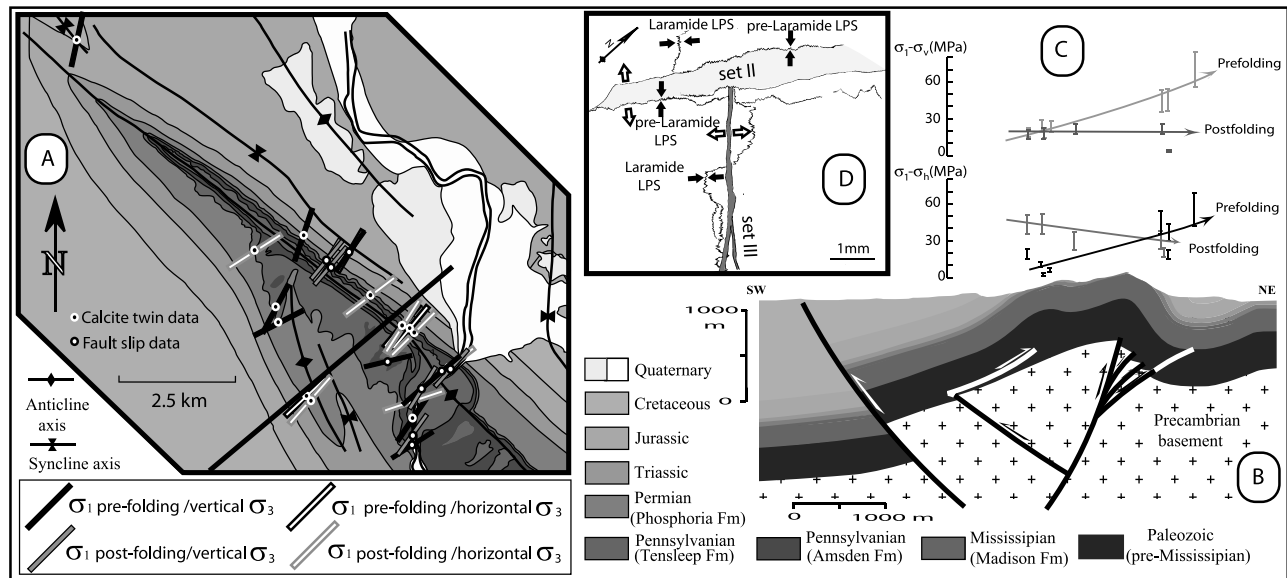 A
N
Calcite twin data
Fault slip data
2.5 km
Anticline
axis
Syncline
axis
σ1 pre-folding /vertical σ3
σ1 pre-folding /horizontal σ3
σ1 post-folding/vertical σ3
σ1 post-folding /horizontal σ3
Laramide LPS
pre-Laramide LPS
N
set II
pre-Laramide
LPS
Laramide
LPS
D
set III
1mm
σ1-σv(MPa)
C
60
30
0
Prefolding
Postfolding
σ1-σh(MPa)
60
30
0
Prefolding
Postfolding
SW
NE
1000
m
0
Precambrian
basement
B
0
1000 m
Quaternary
Cretaceous
Jurassic
Triassic
Permian
(Phosphoria Fm)
Pennsylvanian
(Tensleep Fm)
Pennsylvanian
(Amsden Fm)
Mississipian
(Madison Fm)
Paleozoic
(pre-Mississipian)